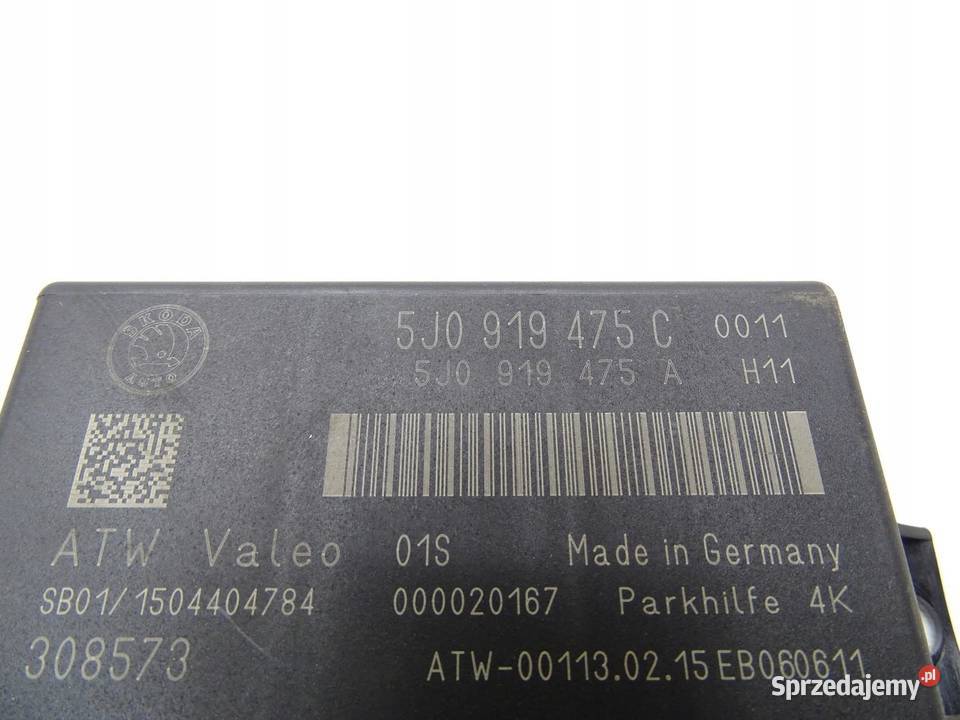 ŠKODA
AUTO
5J0 919 475 C 0011
5J0 919 475 A H11
ATW Valeo 01S Made in Germany
SB01/1504404784 000020167 Parkhilfe 4K
308573 ATW-00113.02.15EB060611
Sprzedajemy.pl